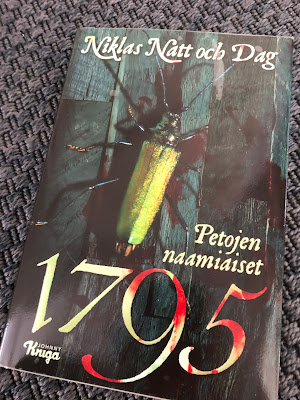 Niklas Natt och Dag
Petojen
naamiaiset
1795
JOHNNY
Kniga